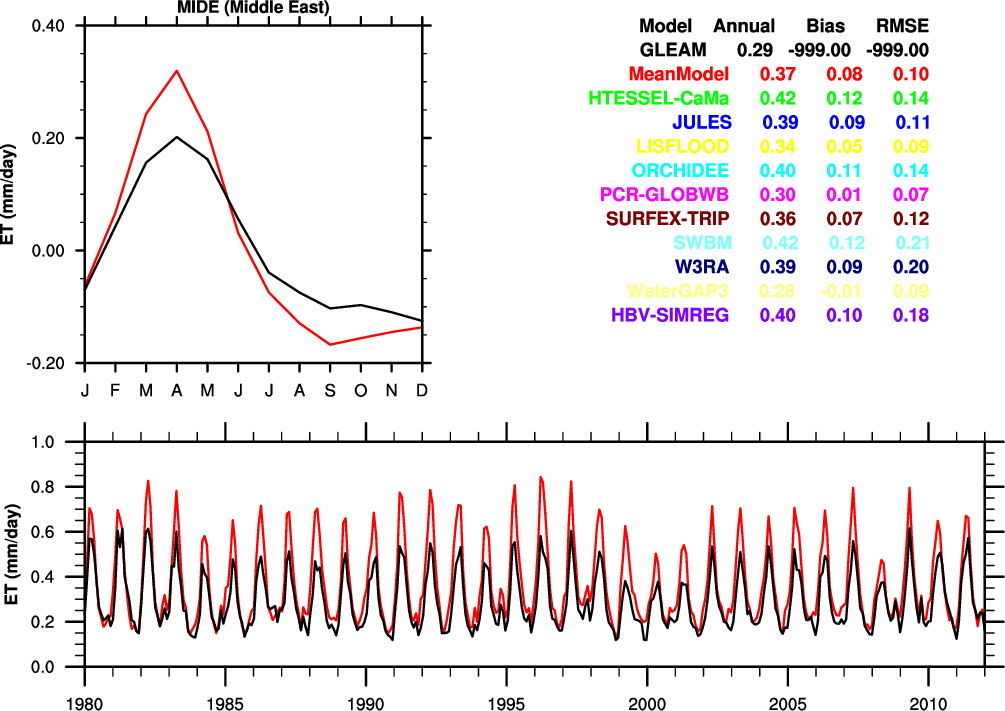 MIDE (Middle East)
0.40
0.20
0.00
-0.20
ET (mm/day)
J F M A M J J A S O N D
Model Annual Bias RMSE
GLEAM 0.29 -999.00 -999.00
MeanModel 0.37 0.08 0.10
HTESSEL-CaMa 0.42 0.12 0.14
JULES 0.39 0.09 0.11
LISFLOOD 0.34 0.05 0.09
ORCHIDEE 0.40 0.11 0.14
PCR-GLOBWB 0.30 0.01 0.07
SURFEX-TRIP 0.36 0.07 0.12
SWBM 0.42 0.12 0.21
W3RA 0.39 0.09 0.20
WaterGAP3 0.28 -0.01 0.09
HBV-SIMREG 0.40 0.10 0.18
1.0
0.8
0.6
0.4
0.2
0.0
ET (mm/day)
1980 1985 1990 1995 2000 2005 2010